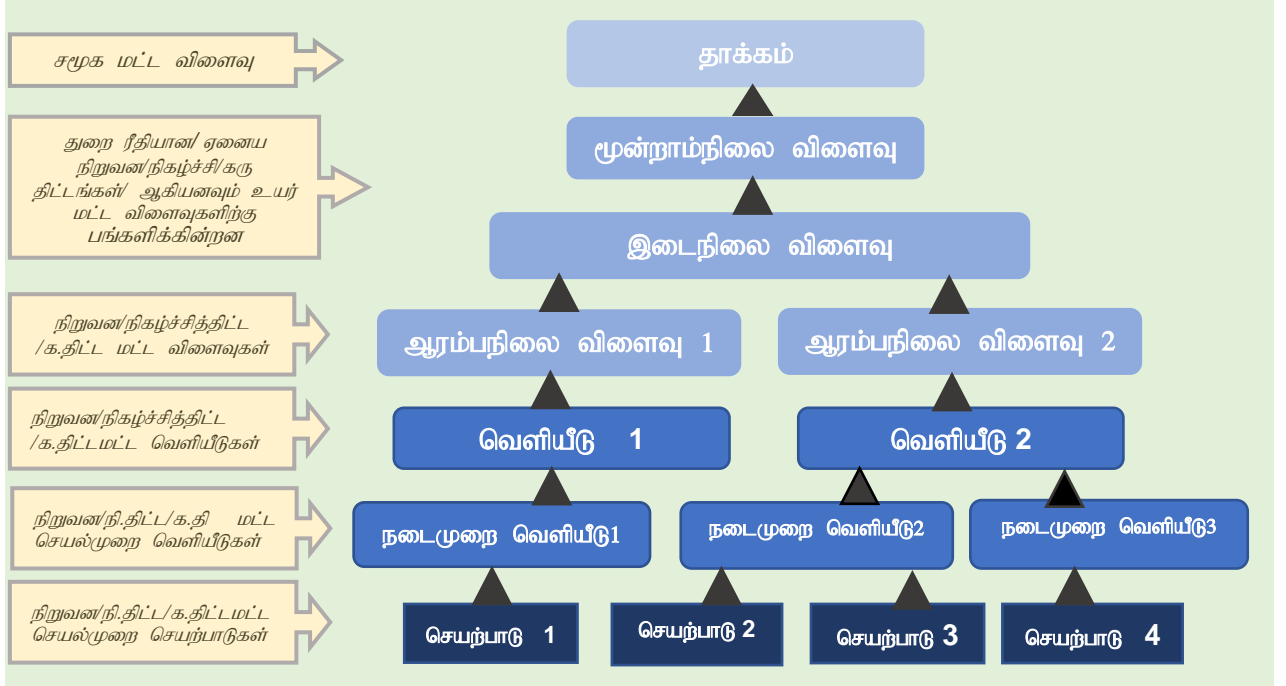 சமூக மட்ட விளைவு
தாக்கம்
துறை ரீதியான/ ஏனைய
நிறுவன/நிகழ்ச்சி/கரு
திட்டங்கள்/ ஆகியனவும் உயர்
மட்ட விளைவுகளிற்கு
பங்களிக்கின்றன
மூன்றாம்நிலை விளைவு
இடைநிலை விளைவு
நிறுவன/நிகழ்ச்சித்திட்ட
/க.திட்ட மட்ட விளைவுகள்
ஆரம்பநிலை விளைவு 1
ஆரம்பநிலை விளைவு 2
நிறுவன/நிகழ்ச்சித்திட்ட
/க.திட்டமட்ட வெளியீடுகள்
வெளியீடு 1
வெளியீடு 2
நிறுவன/நி.திட்ட/க.தி மட்ட
செயல்முறை வெளியீடுகள்
நடைமுறை வெளியீடு1
நடைமுறை வெளியீடு2
நடைமுறை வெளியீடு3
நிறுவன/நி.திட்ட/க.திட்டமட்ட
செயல்முறை செயற்பாடுகள்
செயற்பாடு 1
செயற்பாடு 2
செயற்பாடு 3
செயற்பாடு 4